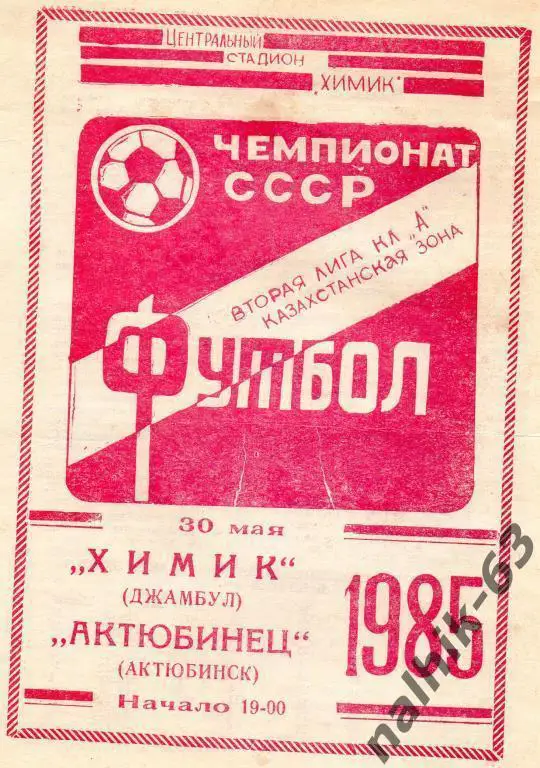 ЦЕНТРАЛЬНЫЙ
СТАДИОН
„ХИМИК"
ЧЕМПИОНАТ
СССР
ВТОРАЯ ЛИГА КЛ „А"
КАЗАХСТАНСКАЯ ЗОНА
ФУТБОЛ
30 мая
„ХИМИК"
(ДЖАМБУЛ)
„АКТЮБИНЕЦ"
(АКТЮБИНСК)
Начало 19-00
1985
nalhik-63